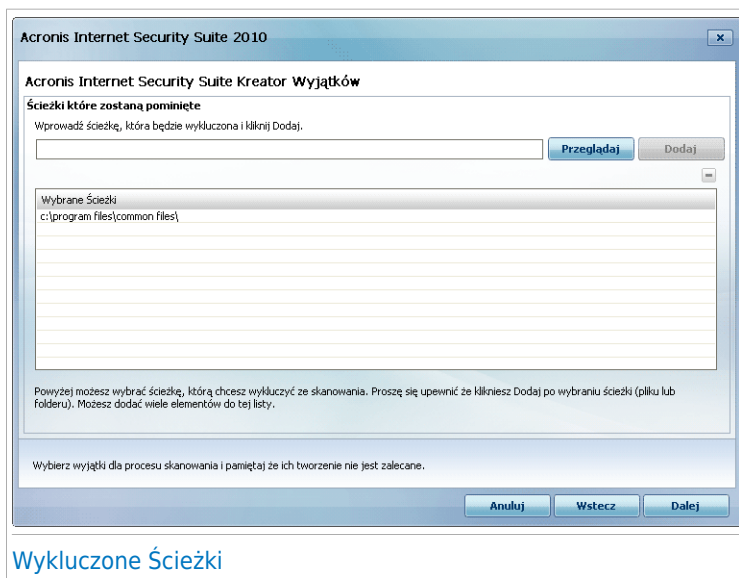 Acronis Internet Security Suite 2010
Acronis Internet Security Suite Kreator Wyjątków
Ścieżki które zostaną pominięte
Wprowadź ścieżkę, która będzie wykluczona i kliknij Dodaj.
Przeglądaj
Dodaj
Wybrane Ścieżki
c:\program files\common files\
Powyżej możesz wybrać ścieżkę, którą chcesz wykluczyć ze skanowania. Proszę się upewnić że klikniesz Dodaj po wybraniu ścieżki (pliku lub
folderu). Możesz dodać wiele elementów do tej listy.
Wybierz wyjątki dla procesu skanowania i pamiętaj że ich tworzenie nie jest zalecane.
Anuluj
Wstecz
Dalej
Wykluczone Ścieżki